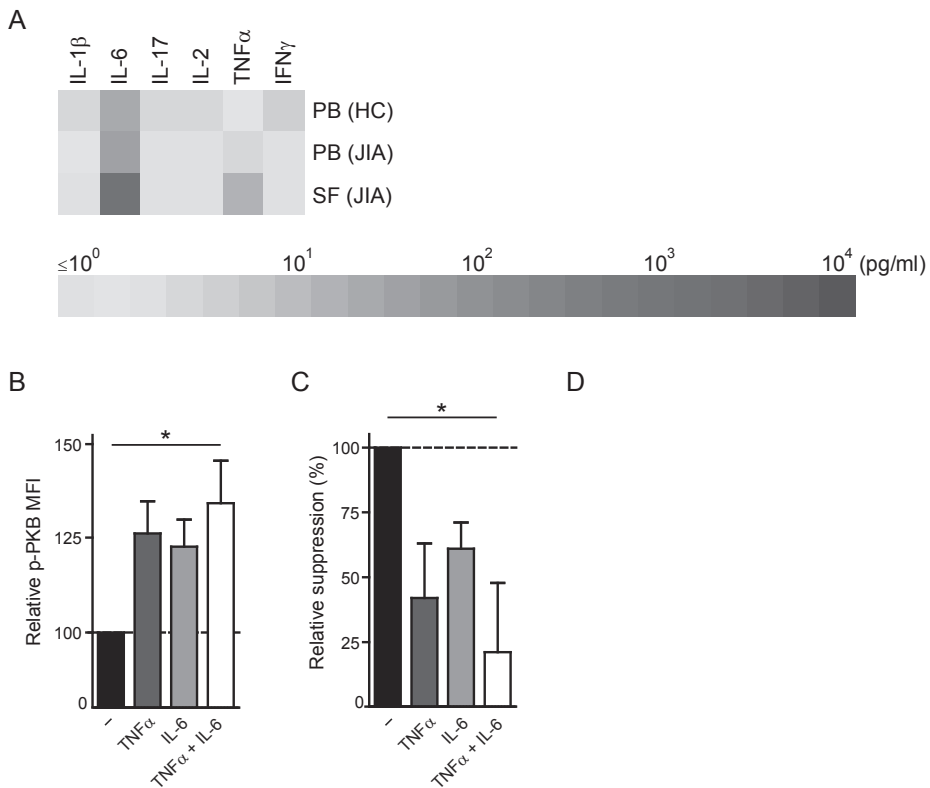 A
IL-1β IL-6 IL-17 IL-2 TNFα IFNγ
PB (HC)
PB (JIA)
SF (JIA)
≤10⁰ 10¹ 10² 10³ 10⁴ (pg/ml)
B
*
Relative p-PKB MFI
150
125
100
0
– TNFα IL-6 TNFα + IL-6
C
*
Relative suppression (%)
100
75
50
25
0
– TNFα IL-6 TNFα + IL-6
D